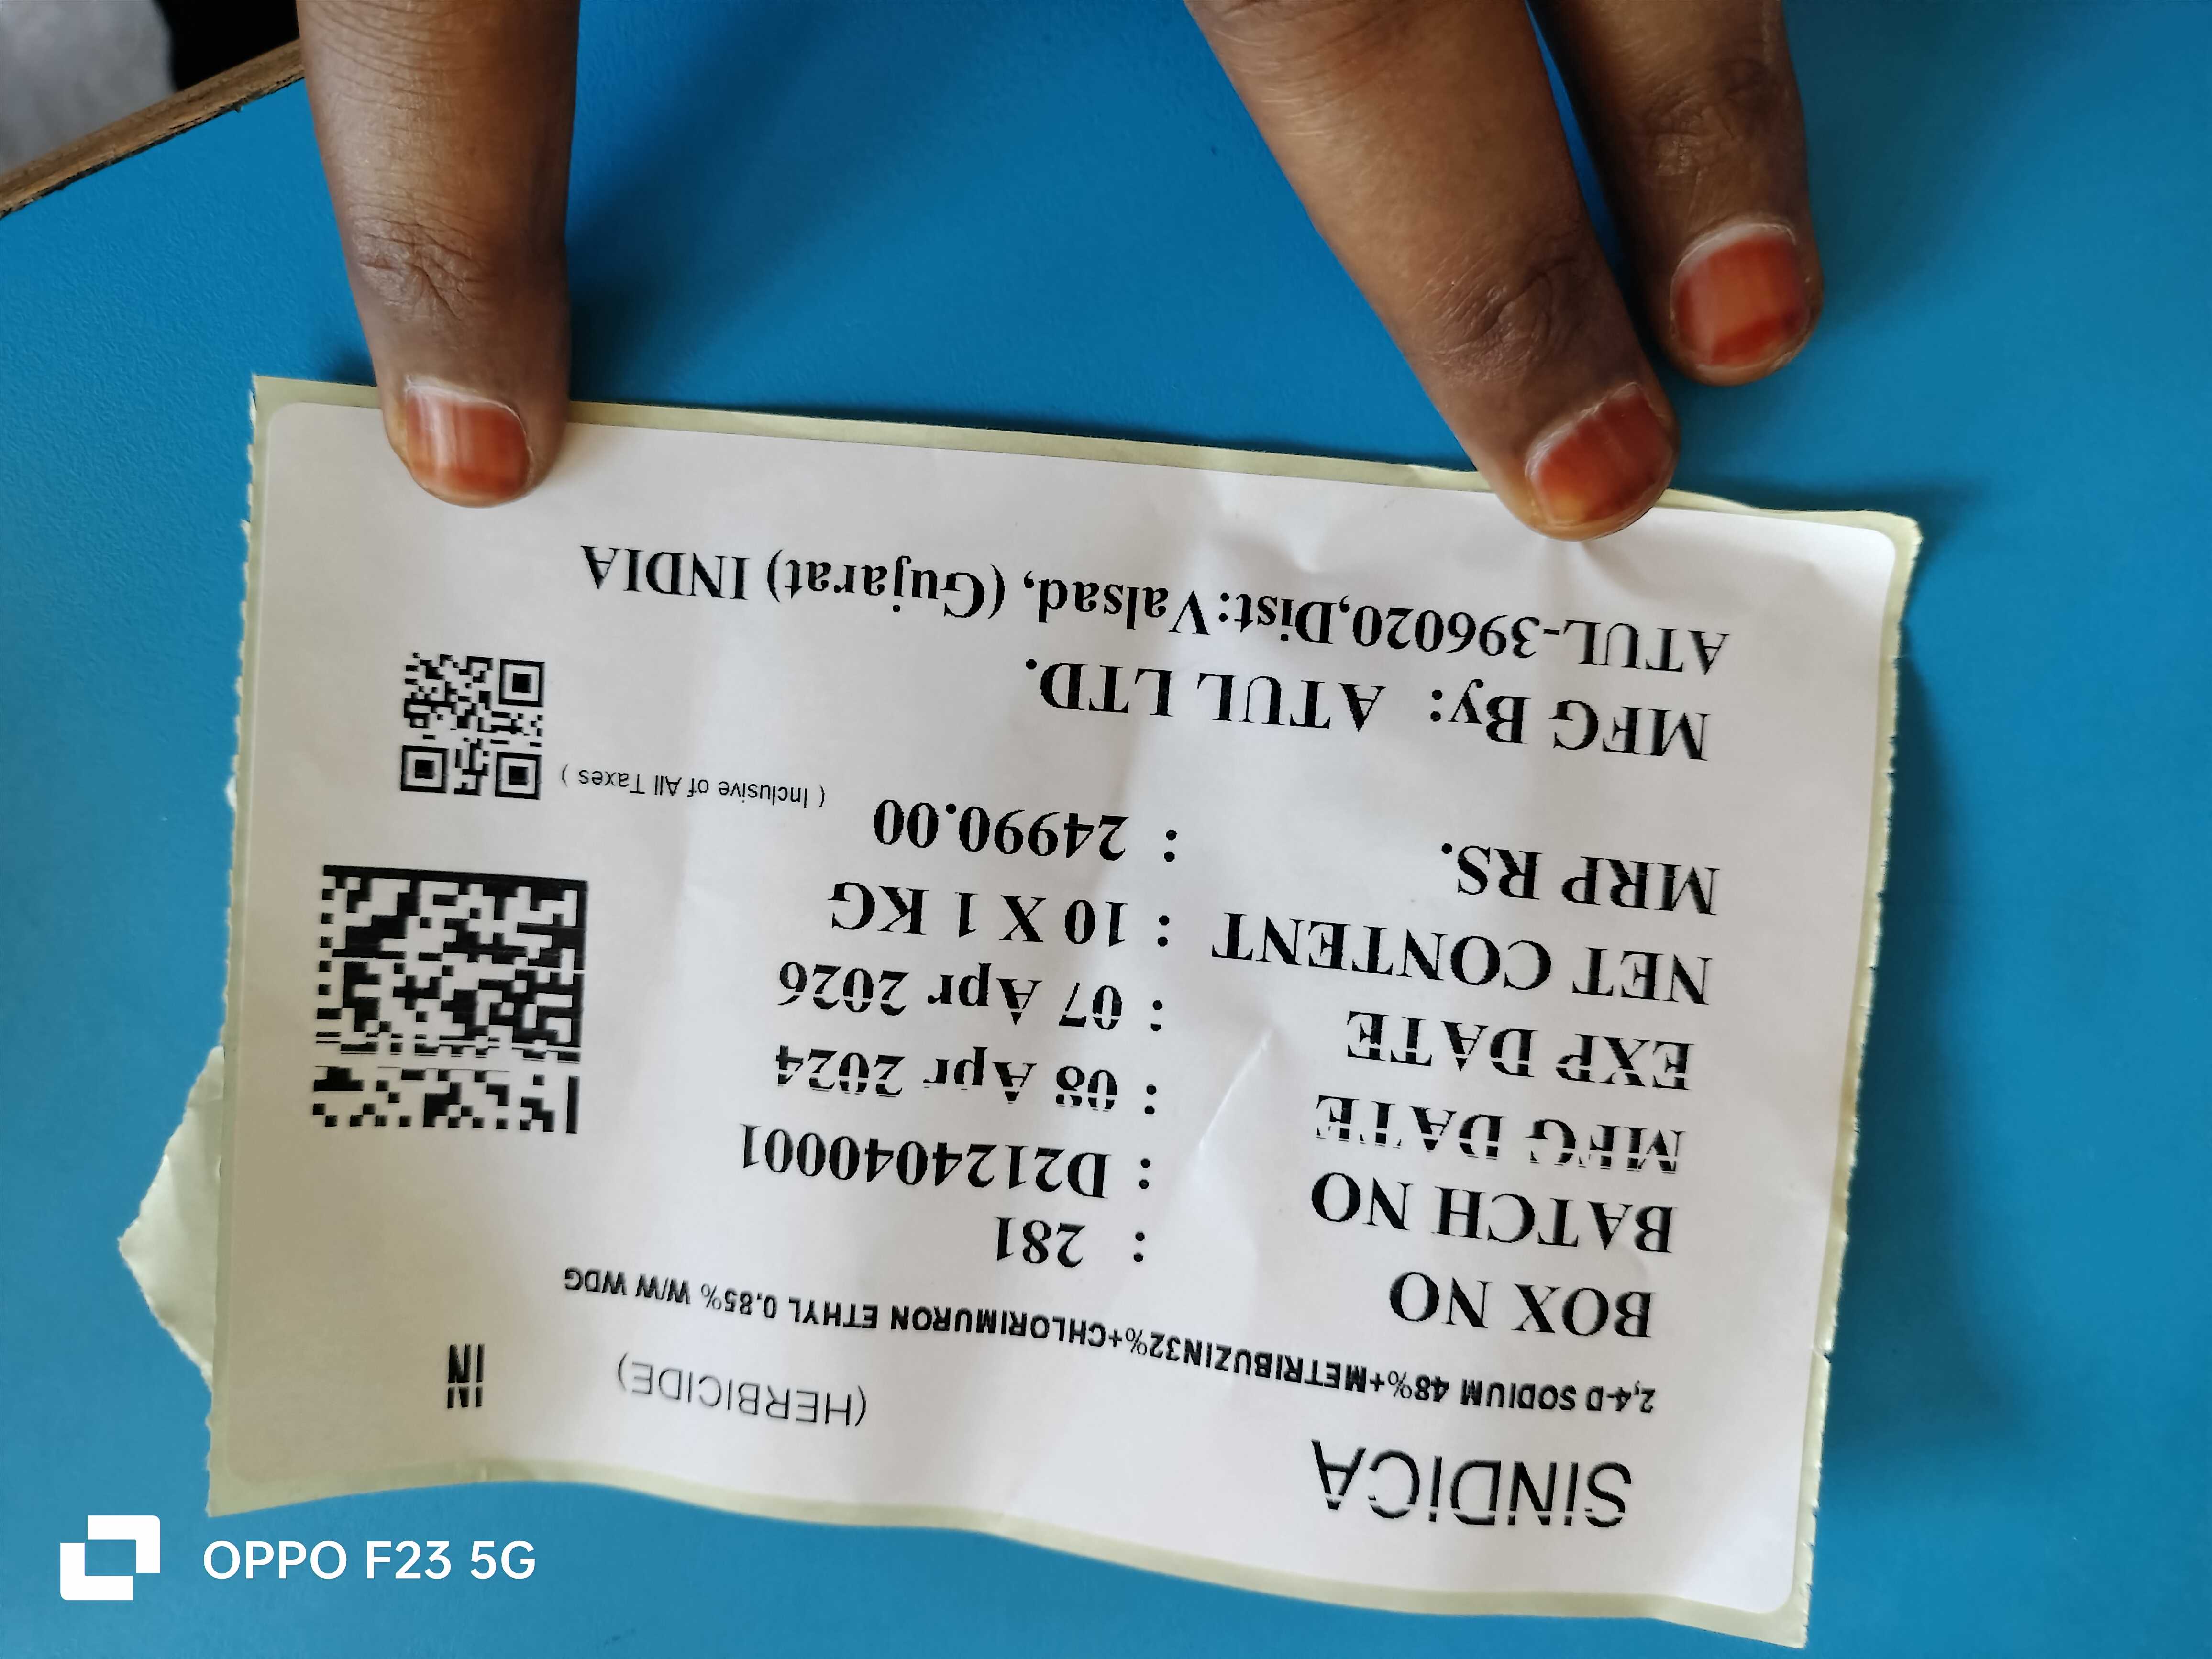 SiNDiCA
(HERBICIDE)
IN
2,4-D SODIUM 48%+METRIBUZIN32%+CHLORIMURON ETHYL 0.85% W/W WDG
BOX NO : 281
BATCH NO : D2124040001
MFG DATE : 08 Apr 2024
EXP DATE : 07 Apr 2026
NET CONTENT : 10 X 1 KG
MRP RS. : 24990.00
( Inclusive of All Taxes )
MFG By: ATUL LTD.
ATUL-396020,Dist:Valsad, (Gujarat) INDIA
OPPO F23 5G